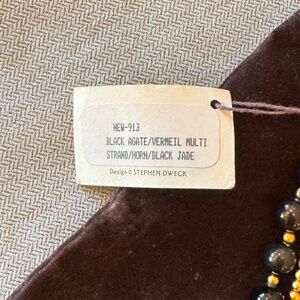 NEW-913
BLACK AGATE/VERMEIL MULTI
STRAND/HORN/BLACK JADE
Design © STEPHEN DWECK